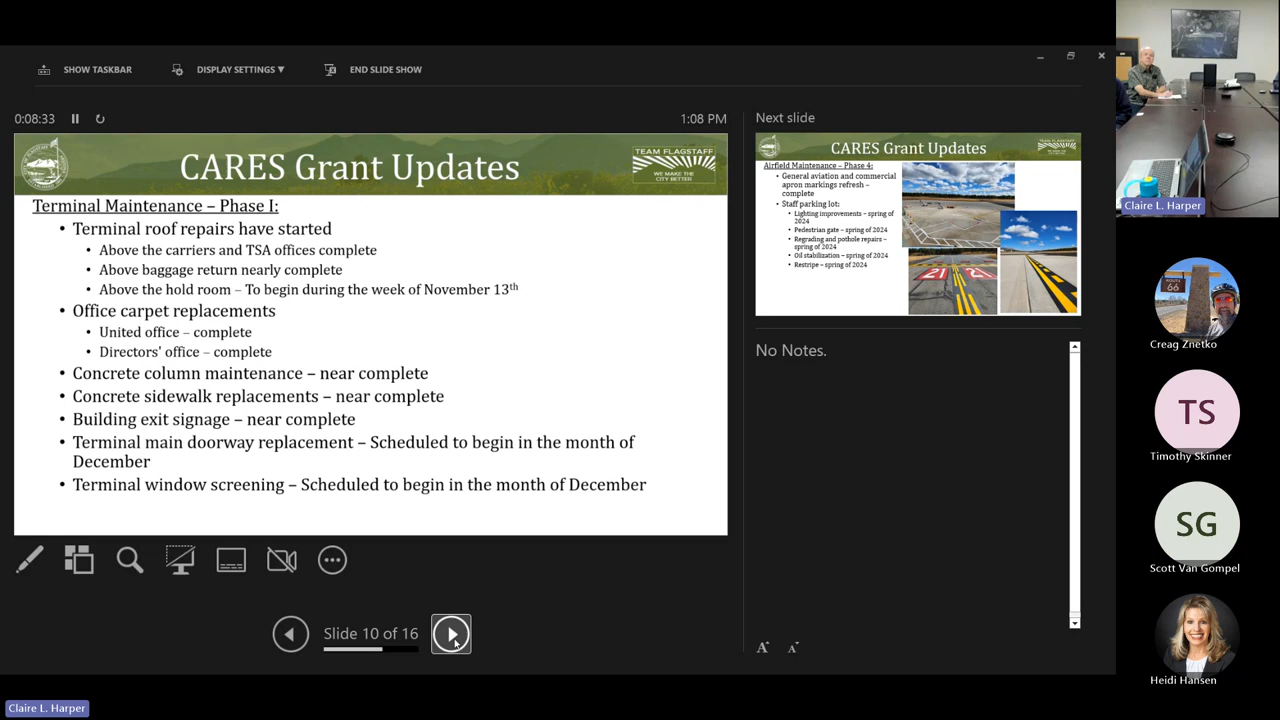 SHOW TASKBAR
DISPLAY SETTINGS ▼
END SLIDE SHOW
0:08:33
1:08 PM
CARES Grant Updates
TEAM FLAGSTAFF
WE MAKE THE
CITY BETTER
Terminal Maintenance – Phase I:
• Terminal roof repairs have started
• Above the carriers and TSA offices complete
• Above baggage return nearly complete
• Above the hold room – To begin during the week of November 13th
• Office carpet replacements
• United office – complete
• Directors' office – complete
• Concrete column maintenance – near complete
• Concrete sidewalk replacements – near complete
• Building exit signage – near complete
• Terminal main doorway replacement – Scheduled to begin in the month of
December
• Terminal window screening – Scheduled to begin in the month of December
Slide 10 of 16
Next slide
CARES Grant Updates
Airfield Maintenance – Phase 4:
• General aviation and commercial
apron markings refresh –
complete
• Staff parking lot:
• Lighting improvements – spring of
2024
• Pedestrian gate – spring of 2024
• Regrading and pothole repairs –
spring of 2024
• Oil stabilization – spring of 2024
• Restripe – spring of 2024
21
21
No Notes.
A
A
Claire L. Harper
ROUTE
66
Creag Znetko
TS
Timothy Skinner
SG
Scott Van Gompel
Heidi Hansen
Claire L. Harper